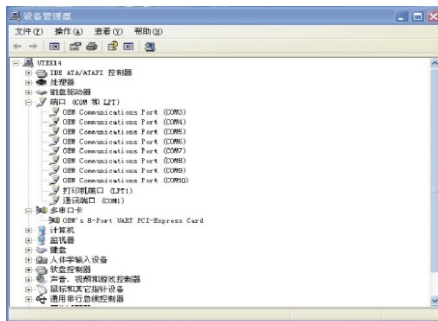 设备管理器
文件(F) 操作(A) 查看(V) 帮助(H)
UTEK14
IDE ATA/ATAPI 控制器
处理器
磁盘驱动器
端口 (COM 和 LPT)
OEM Communications Port (COM3)
OEM Communications Port (COM4)
OEM Communications Port (COM5)
OEM Communications Port (COM6)
OEM Communications Port (COM7)
OEM Communications Port (COM8)
OEM Communications Port (COM9)
OEM Communications Port (COM10)
打印机端口 (LPT1)
通讯端口 (COM1)
多串口卡
OEM's 8-Port UART PCI-Express Card
计算机
监视器
键盘
人体学输入设备
软盘控制器
声音、视频和游戏控制器
鼠标和其它指针设备
通用串行总线控制器